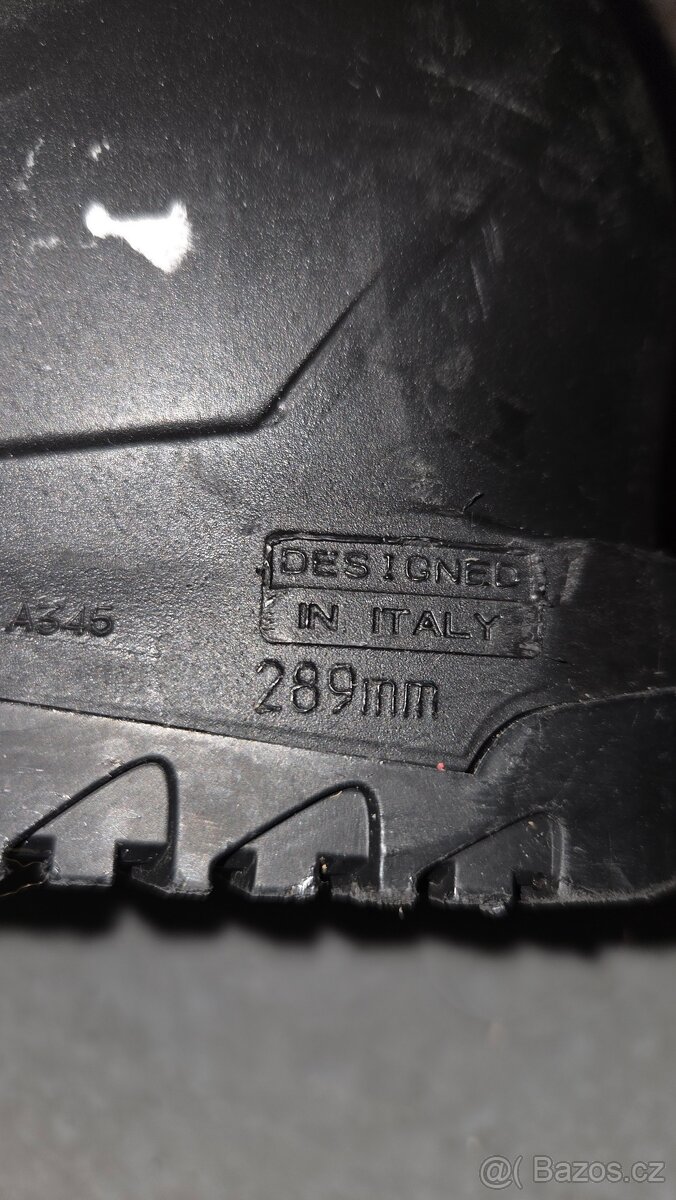 DESIGNED
IN ITALY
A345
289mm
@( Bazos.cz